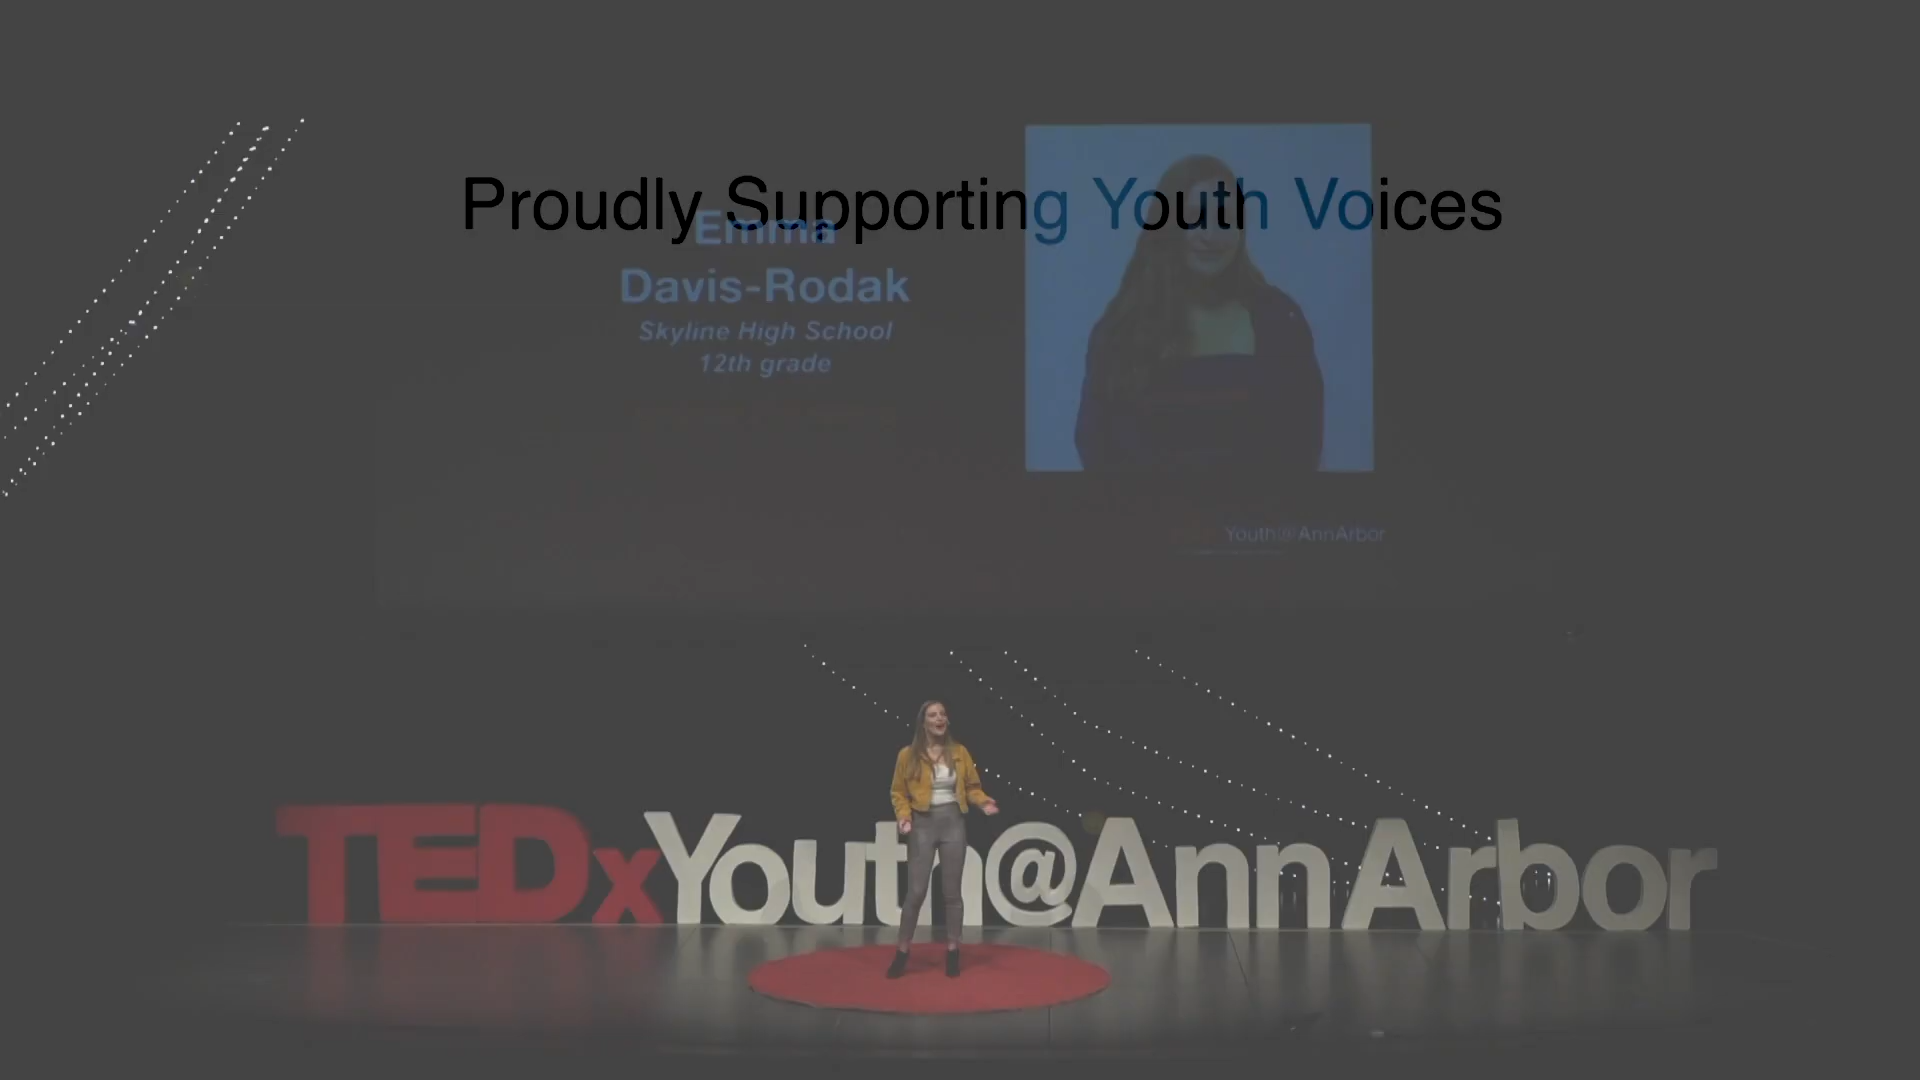 Proudly Supporting Youth Voices
Emma
Davis-Rodak
Skyline High School
12th grade
Youth@AnnArbor
TEDxYouth@AnnArbor